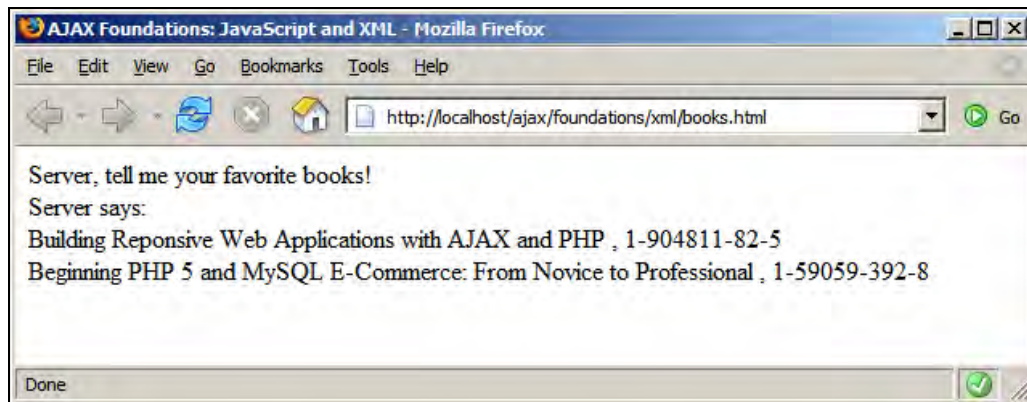 AJAX Foundations: JavaScript and XML - Mozilla Firefox
File Edit View Go Bookmarks Tools Help
http://localhost/ajax/foundations/xml/books.html Go
Server, tell me your favorite books!
Server says:
Building Reponsive Web Applications with AJAX and PHP , 1-904811-82-5
Beginning PHP 5 and MySQL E-Commerce: From Novice to Professional , 1-59059-392-8
Done